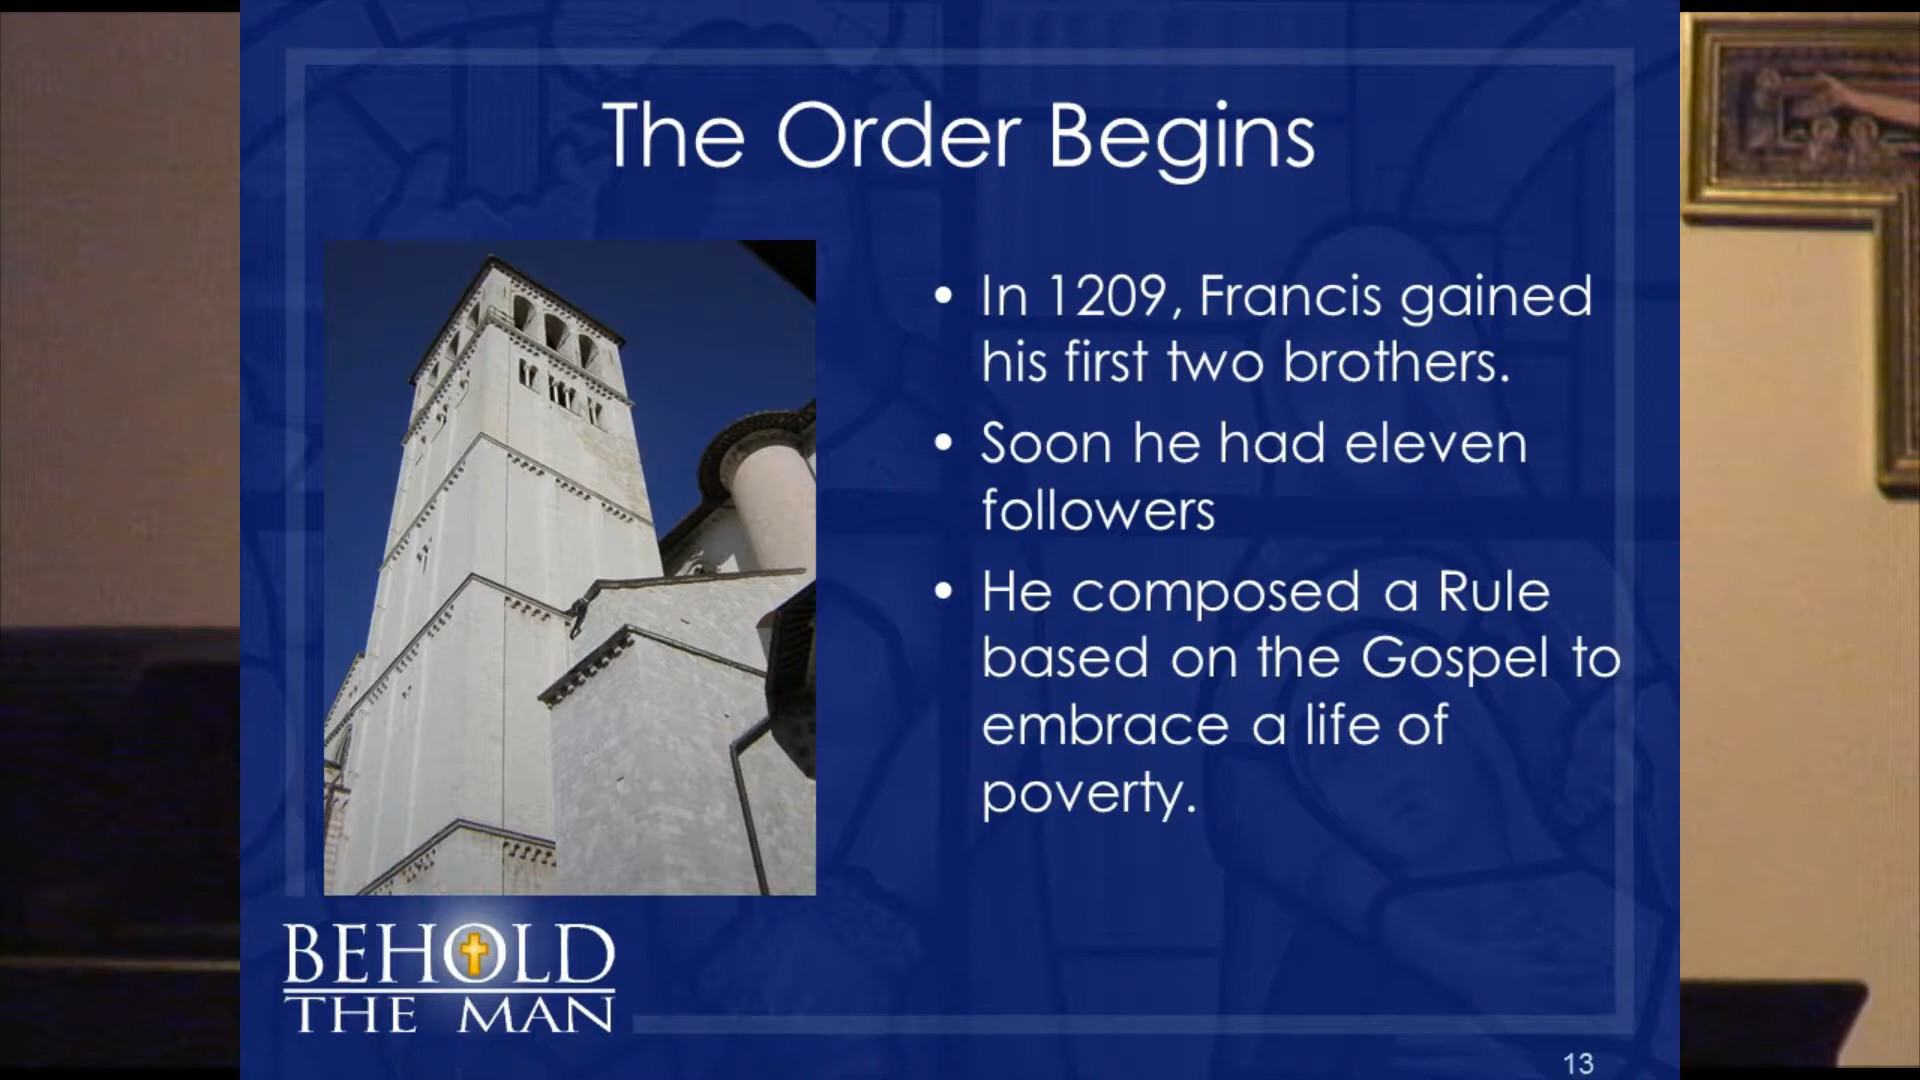 The Order Begins
• In 1209, Francis gained
his first two brothers.
• Soon he had eleven
followers
• He composed a Rule
based on the Gospel to
embrace a life of
poverty.
BEHOLD
THE MAN
13